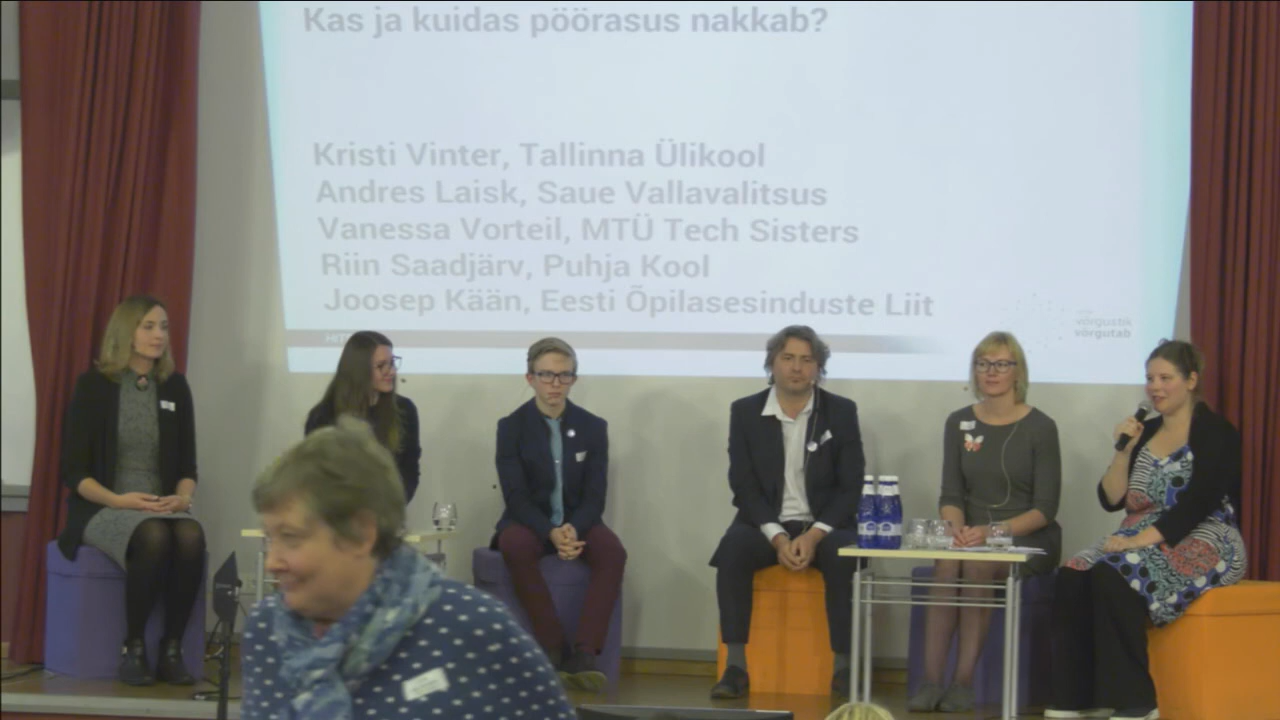 Kas ja kuidas pöörasus nakkab?
Kristi Vinter, Tallinna Ülikool
Andres Laisk, Saue Vallavalitsus
Vanessa Vorteil, MTÜ Tech Sisters
Riin Saadjärv, Puhja Kool
Joosep Kään, Eesti Õpilasesinduste Liit
võrgustik
võrgutab